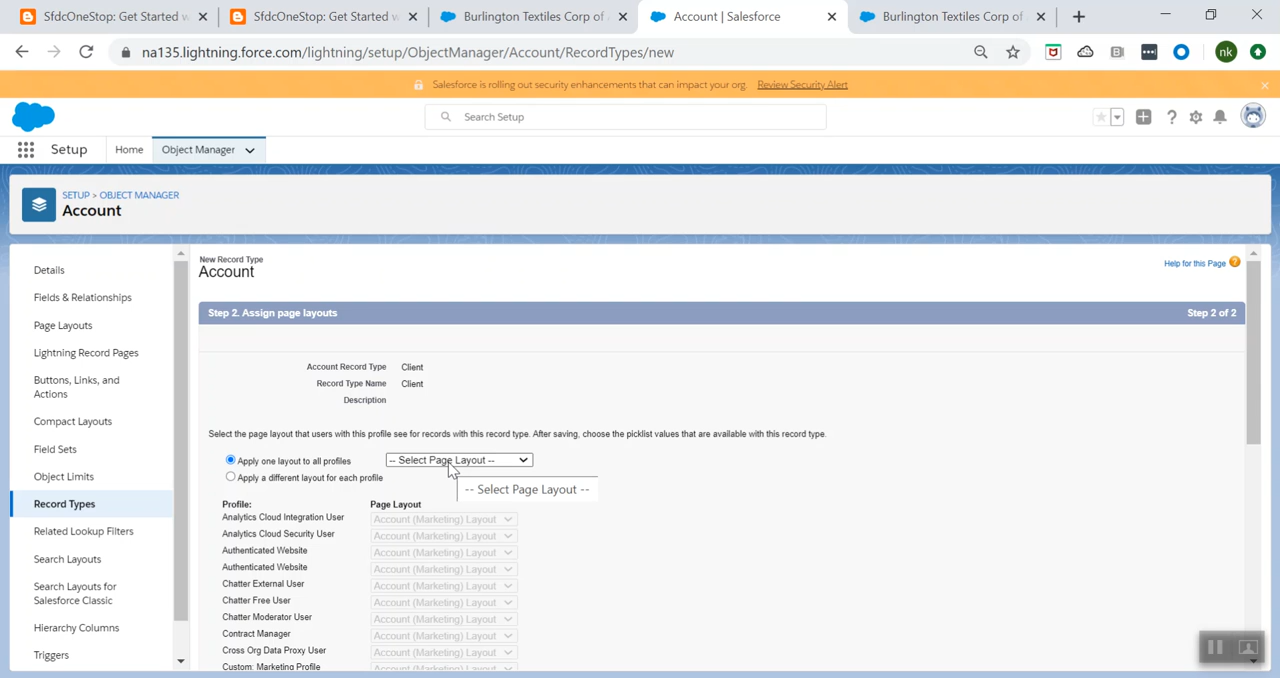 SfdcOneStop: Get Started w
SfdcOneStop: Get Started w
Burlington Textiles Corp of
Account | Salesforce
Burlington Textiles Corp of
na135.lightning.force.com/lightning/setup/ObjectManager/Account/RecordTypes/new
nk
Salesforce is rolling out security enhancements that can impact your org. Review Security Alert
Search Setup
Setup
Home
Object Manager
SETUP > OBJECT MANAGER
Account
Details
Fields & Relationships
Page Layouts
Lightning Record Pages
Buttons, Links, and
Actions
Compact Layouts
Field Sets
Object Limits
Record Types
Related Lookup Filters
Search Layouts
Search Layouts for
Salesforce Classic
Hierarchy Columns
Triggers
New Record Type
Account
Help for this Page
Step 2. Assign page layouts
Step 2 of 2
Account Record Type Client
Record Type Name Client
Description
Select the page layout that users with this profile see for records with this record type. After saving, choose the picklist values that are available with this record type.
Apply one layout to all profiles
-- Select Page Layout --
Apply a different layout for each profile
-- Select Page Layout --
Profile: Page Layout
Analytics Cloud Integration User Account (Marketing) Layout
Analytics Cloud Security User Account (Marketing) Layout
Authenticated Website Account (Marketing) Layout
Authenticated Website Account (Marketing) Layout
Chatter External User Account (Marketing) Layout
Chatter Free User Account (Marketing) Layout
Chatter Moderator User Account (Marketing) Layout
Contract Manager Account (Marketing) Layout
Cross Org Data Proxy User Account (Marketing) Layout
Custom: Marketing Profile Account (Marketing) Layout